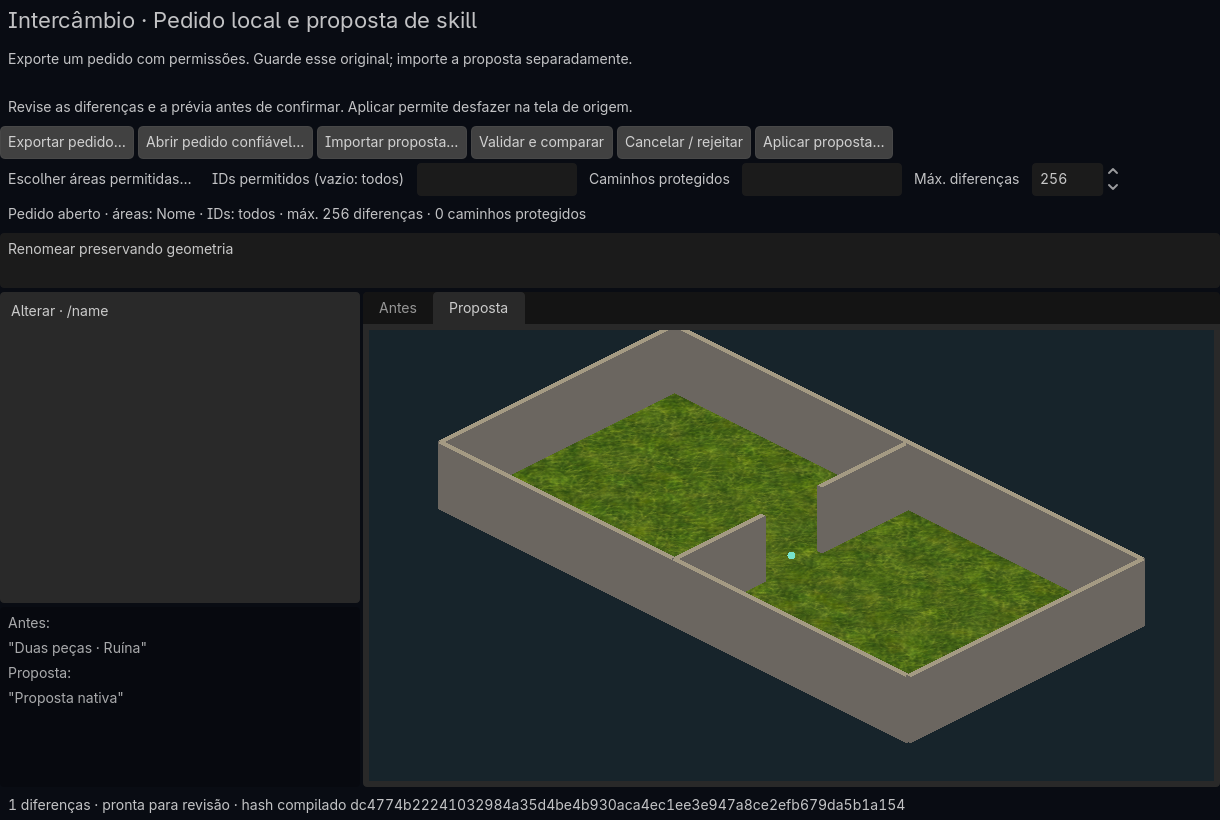 Intercâmbio · Pedido local e proposta de skill
Exporte um pedido com permissões. Guarde esse original; importe a proposta separadamente.
Revise as diferenças e a prévia antes de confirmar. Aplicar permite desfazer na tela de origem.
Exportar pedido... Abrir pedido confiável... Importar proposta... Validar e comparar Cancelar / rejeitar Aplicar proposta...
Escolher áreas permitidas... IDs permitidos (vazio: todos) Caminhos protegidos Máx. diferenças 256
Pedido aberto · áreas: Nome · IDs: todos · máx. 256 diferenças · 0 caminhos protegidos
Renomear preservando geometria
Alterar · /name
Antes Proposta
Antes:
"Duas peças · Ruína"
Proposta:
"Proposta nativa"
1 diferenças · pronta para revisão · hash compilado dc4774b22241032984a35d4be4b930aca4ec1ee3e947a8ce2efb679da5b1a154